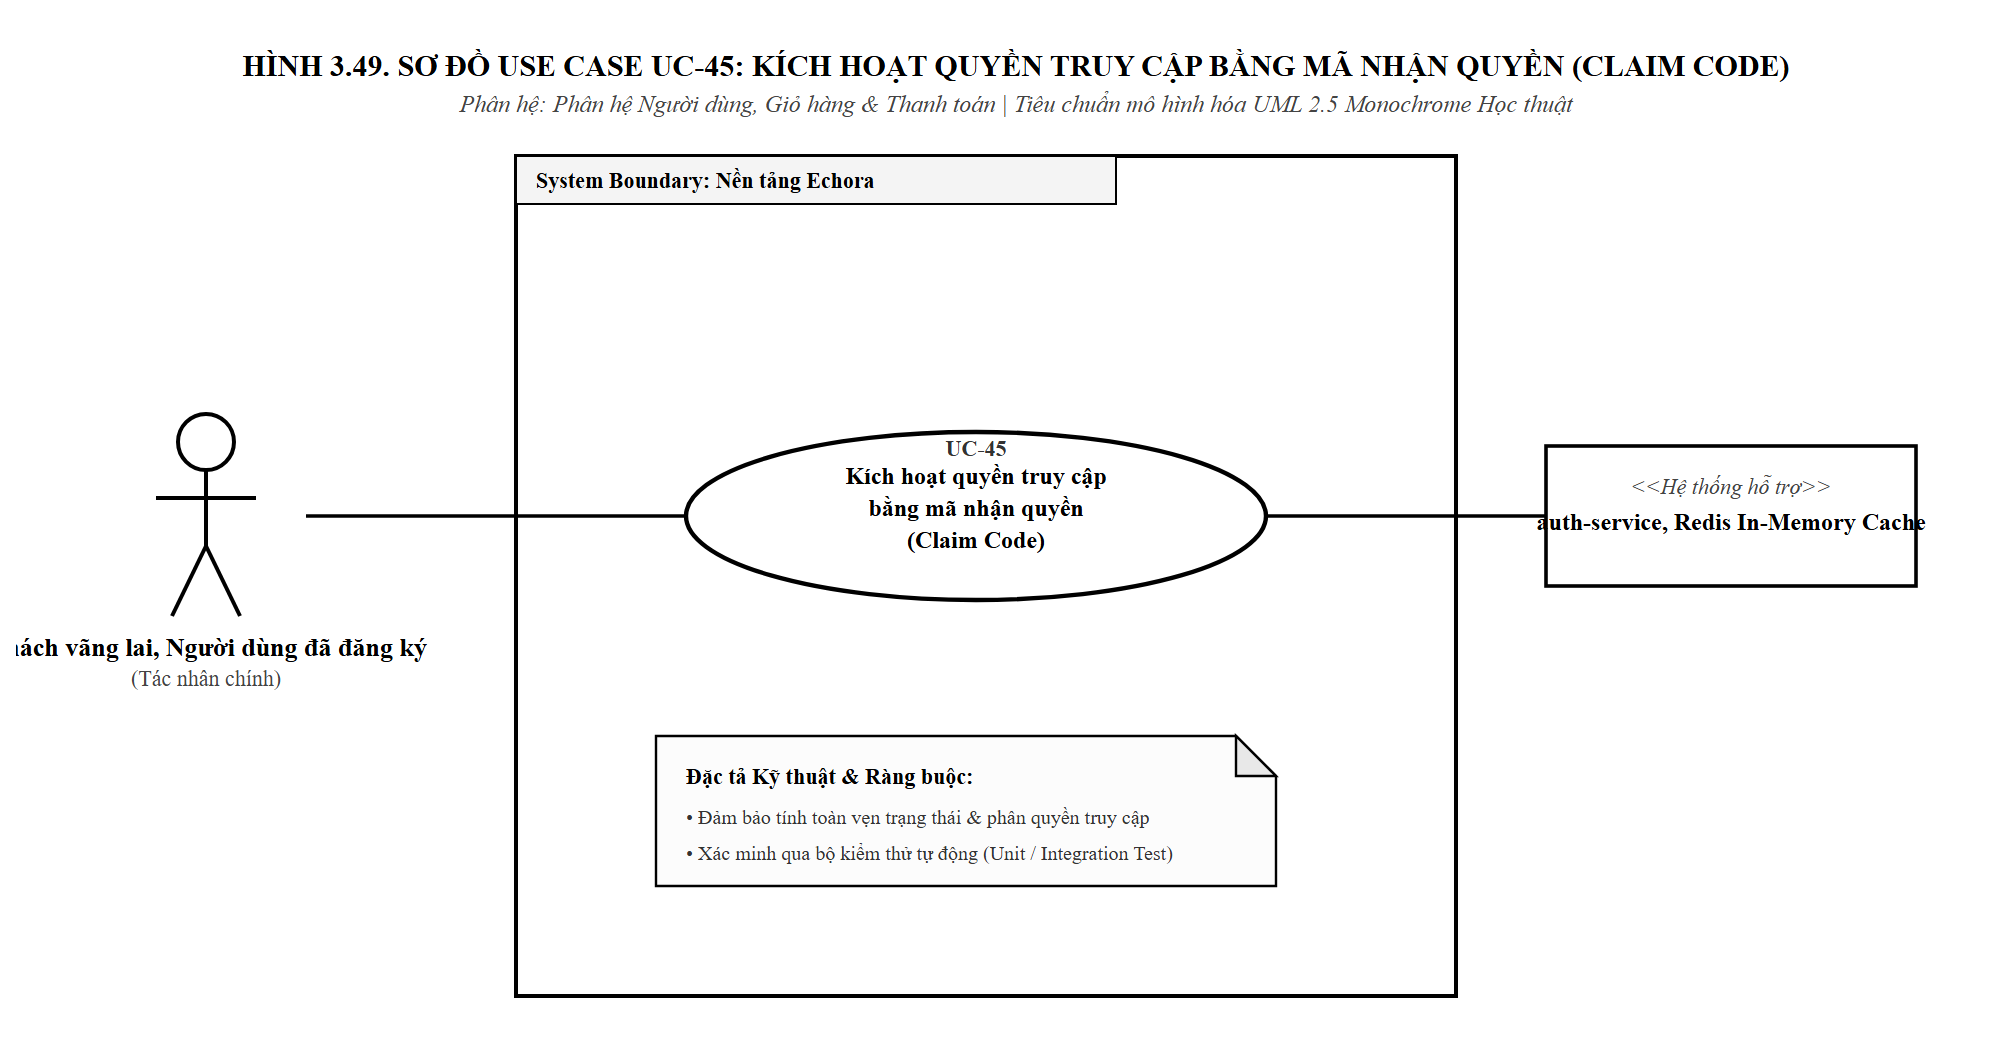 HÌNH 3.49. SƠ ĐỒ USE CASE UC-45: KÍCH HOẠT QUYỀN TRUY CẬP BẰNG MÃ NHẬN QUYỀN (CLAIM CODE)
Phân hệ: Phân hệ Người dùng, Giỏ hàng & Thanh toán | Tiêu chuẩn mô hình hóa UML 2.5 Monochrome Học thuật
System Boundary: Nền tảng Echora
UC-45
Kích hoạt quyền truy cập
bằng mã nhận quyền
(Claim Code)
<<Hệ thống hỗ trợ>>
auth-service, Redis In-Memory Cache
vãng lai, Người dùng đã đăng ký
(Tác nhân chính)
Đặc tả Kỹ thuật & Ràng buộc:
• Đảm bảo tính toàn vẹn trạng thái & phân quyền truy cập
• Xác minh qua bộ kiểm thử tự động (Unit / Integration Test)